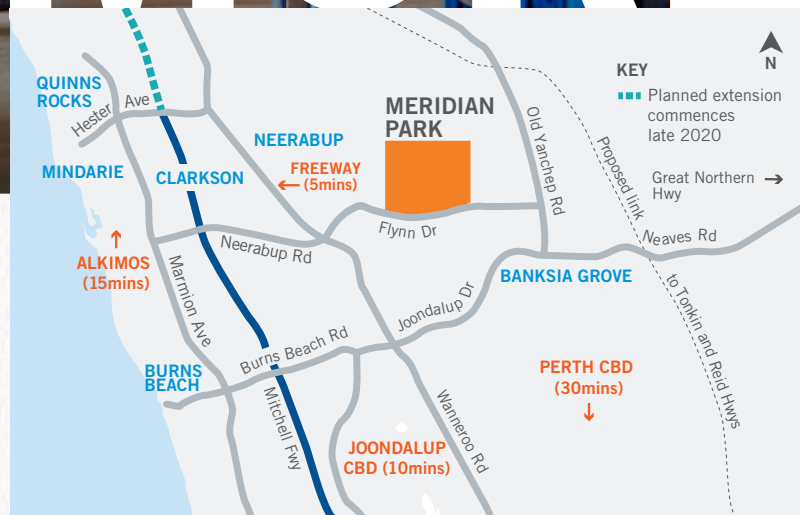 N
KEY
Planned extension
commences
late 2020
Great Northern
Hwy
QUINNS
ROCKS
Hester Ave
MERIDIAN
PARK
NEERABUP
FREEWAY
(5mins)
MINDARIE
CLARKSON
Old Yanchep Rd
Proposed link
to Tonkin and Reid Hwys
Neaves Rd
Flynn Dr
Neerabup Rd
ALKIMOS
(15mins)
Marmion Ave
BANKSIA GROVE
Joondalup Dr
Burns Beach Rd
BURNS
BEACH
PERTH CBD
(30mins)
Mitchell Fwy
Wanneroo Rd
JOONDALUP
CBD (10mins)